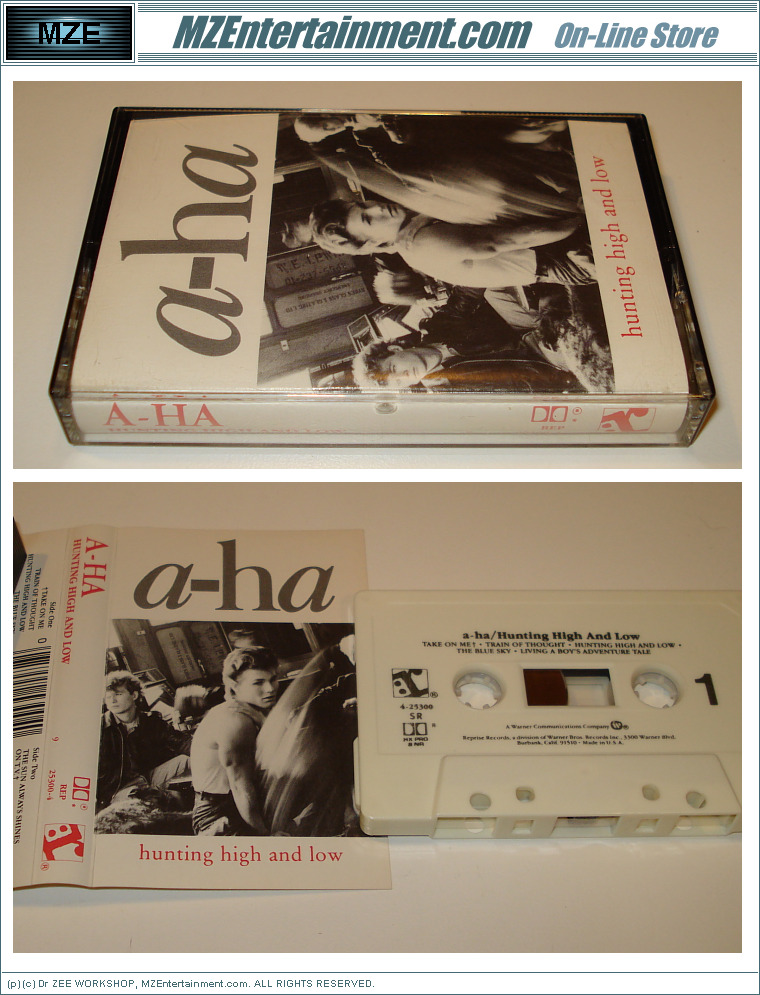 MZE
MZEntertainment.com On-Line Store
a-ha
hunting high and low
A-HA
HUNTING HIGH AND LOW
REP
r
®
A-HA
HUNTING HIGH AND LOW
9 25300-4
REP
r
®
Side One
†TAKE ON ME
TRAIN OF THOUGHT
HUNTING HIGH AND LOW
THE BLUE SKY
0
Side Two
THE SUN ALWAYS SHINES
ON T.V.†
a-ha
hunting high and low
a-ha/Hunting High And Low
TAKE ON ME† • TRAIN OF THOUGHT • HUNTING HIGH AND LOW •
THE BLUE SKY • LIVING A BOY'S ADVENTURE TALE
r®
4-25300
SR
HX PRO
B NR
1
A Warner Communications Company
Reprise Records, a division of Warner Bros. Records Inc., 3300 Warner Blvd.
Burbank, Calif. 91510 • Made in U.S.A.
(p)(c) Dr ZEE WORKSHOP, MZEntertainment.com. ALL RIGHTS RESERVED.